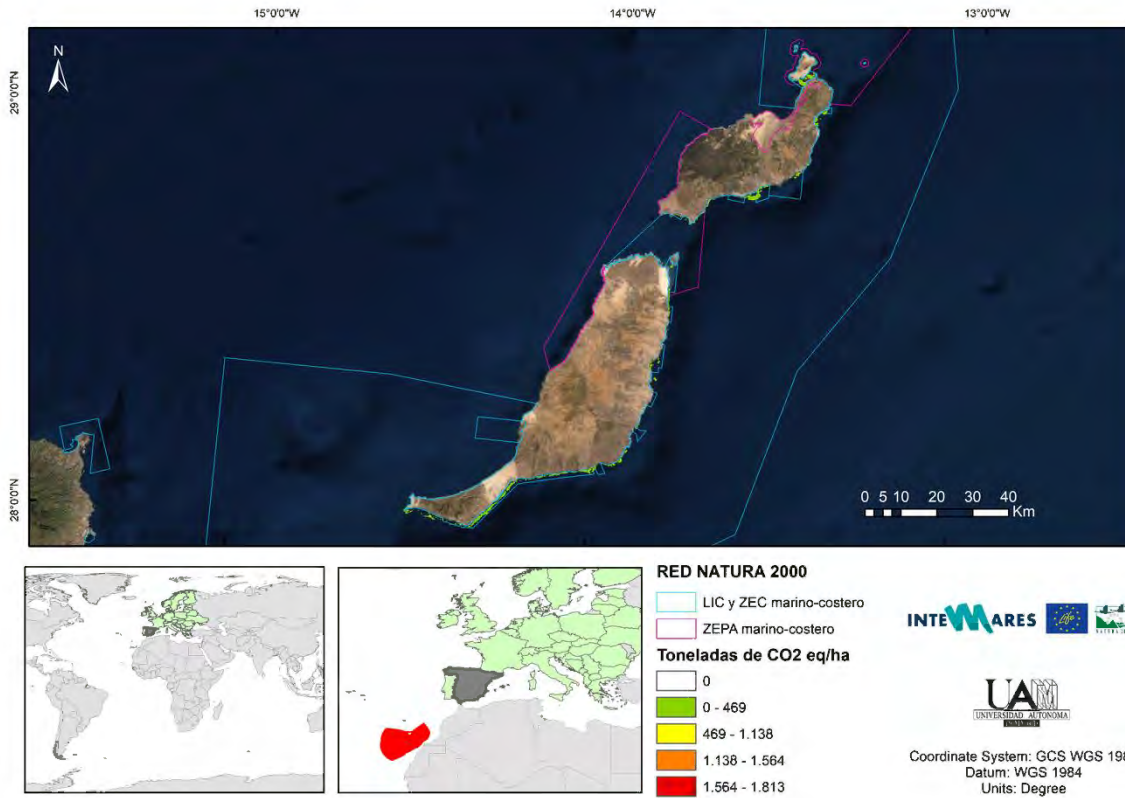 15°0'0"W
14°0'0"W
13°0'0"W
N
29°0'0"N
28°0'0"N
0 5 10 20 30 40
Km
RED NATURA 2000
LIC y ZEC marino-costero
ZEPA marino-costero
Toneladas de CO2 eq/ha
0
0 - 469
469 - 1.138
1.138 - 1.564
1.564 - 1.813
INTEMARES
Life
UAM
UNIVERSIDAD AUTONOMA
Coordinate System: GCS WGS 198
Datum: WGS 1984
Units: Degree